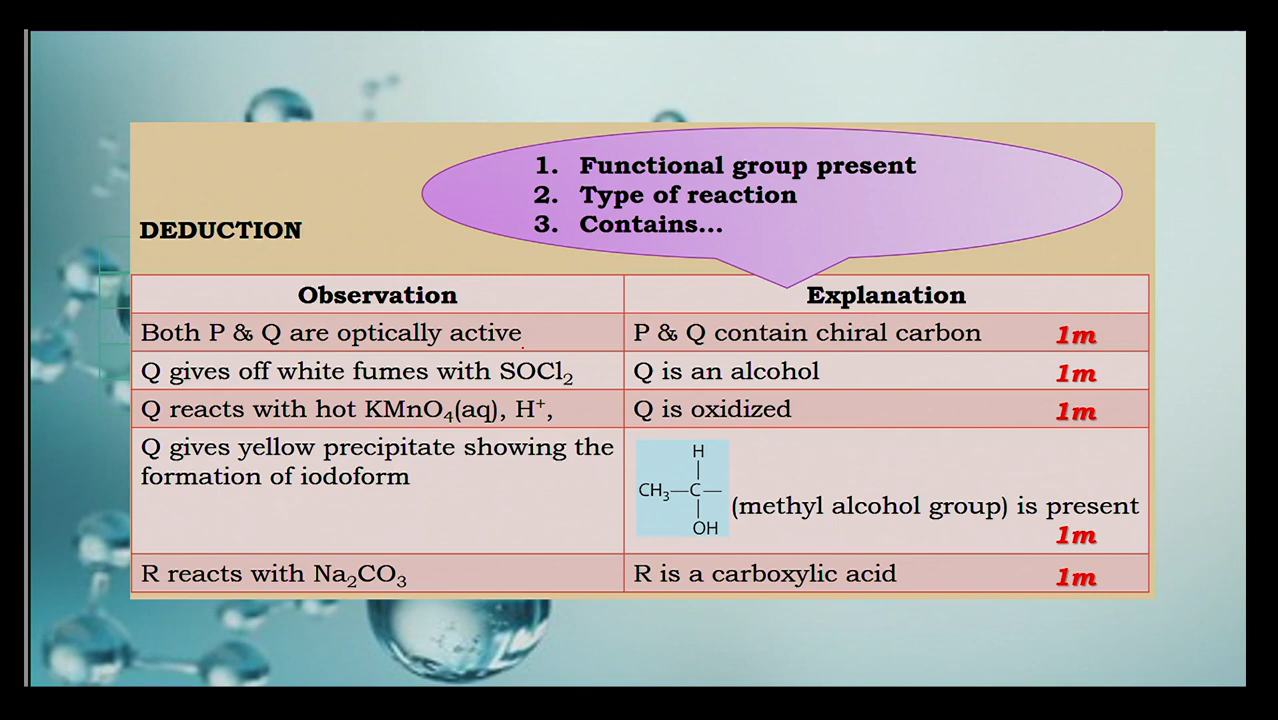 1. Functional group present
2. Type of reaction
3. Contains...
DEDUCTION
Observation
Explanation
Both P & Q are optically active
P & Q contain chiral carbon 1m
Q gives off white fumes with SOCl₂
Q is an alcohol 1m
Q reacts with hot KMnO₄(aq), H⁺,
Q is oxidized 1m
Q gives yellow precipitate showing the
formation of iodoform
H
CH₃—C—
OH
(methyl alcohol group) is present
1m
R reacts with Na₂CO₃
R is a carboxylic acid 1m